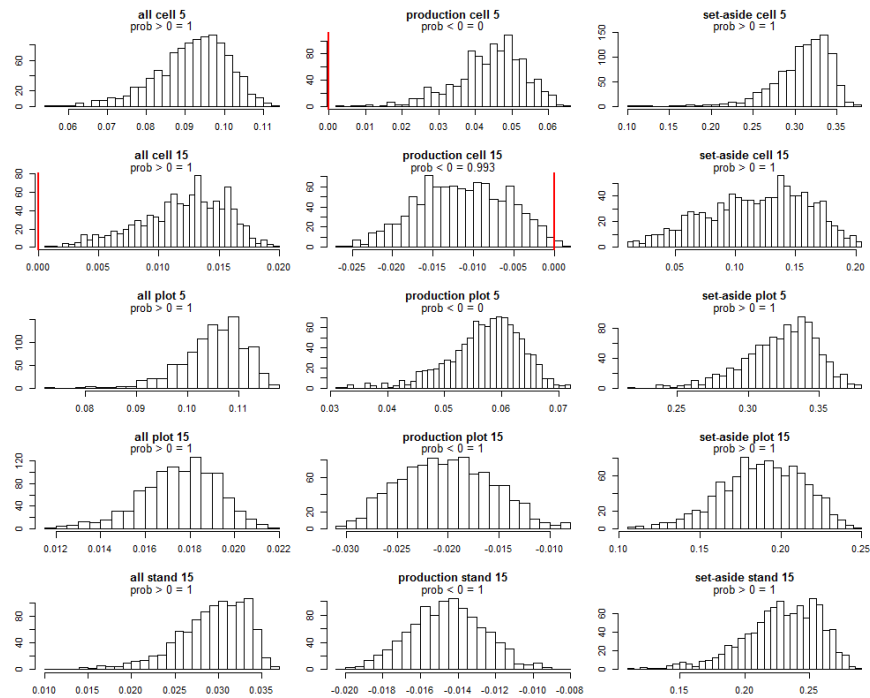 all cell 5
prob > 0 = 1
80
40
0
0.06 0.07 0.08 0.09 0.10 0.11
production cell 5
prob < 0 = 0
80
40
0
0.00 0.01 0.02 0.03 0.04 0.05 0.06
set-aside cell 5
prob > 0 = 1
150
100
50
0
0.10 0.15 0.20 0.25 0.30 0.35
all cell 15
prob > 0 = 1
80
60
40
20
0
0.000 0.005 0.010 0.015 0.020
production cell 15
prob < 0 = 0.993
60
40
20
0
-0.025 -0.020 -0.015 -0.010 -0.005 0.000
set-aside cell 15
prob > 0 = 1
40
20
0
0.05 0.10 0.15 0.20
all plot 5
prob > 0 = 1
150
100
50
0
0.08 0.09 0.10 0.11
production plot 5
prob < 0 = 0
60
40
20
0
0.03 0.04 0.05 0.06 0.07
set-aside plot 5
prob > 0 = 1
80
40
0
0.25 0.30 0.35
all plot 15
prob > 0 = 1
120
80
40
0
0.012 0.014 0.016 0.018 0.020 0.022
production plot 15
prob < 0 = 1
80
40
0
-0.030 -0.025 -0.020 -0.015 -0.010
set-aside plot 15
prob > 0 = 1
60
40
20
0
0.10 0.15 0.20 0.25
all stand 15
prob > 0 = 1
80
40
0
0.010 0.015 0.020 0.025 0.030 0.035
production stand 15
prob < 0 = 1
80
40
0
-0.020 -0.018 -0.016 -0.014 -0.012 -0.010 -0.008
set-aside stand 15
prob > 0 = 1
60
40
20
0
0.15 0.20 0.25